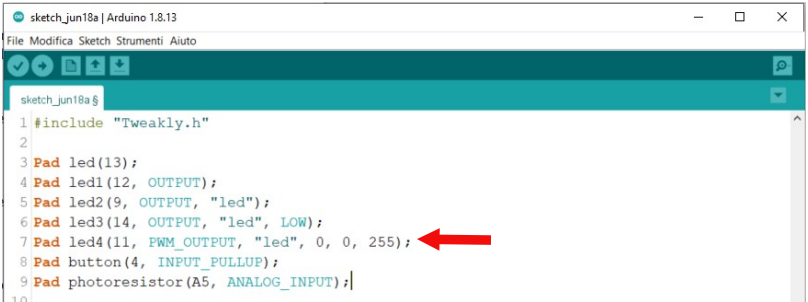 sketch_jun18a | Arduino 1.8.13
File Modifica Sketch Strumenti Aiuto
sketch_jun18a §
1 #include "Tweakly.h"
2
3 Pad led(13);
4 Pad led1(12, OUTPUT);
5 Pad led2(9, OUTPUT, "led");
6 Pad led3(14, OUTPUT, "led", LOW);
7 Pad led4(11, PWM_OUTPUT, "led", 0, 0, 255);
8 Pad button(4, INPUT_PULLUP);
9 Pad photoresistor(A5, ANALOG_INPUT);
10